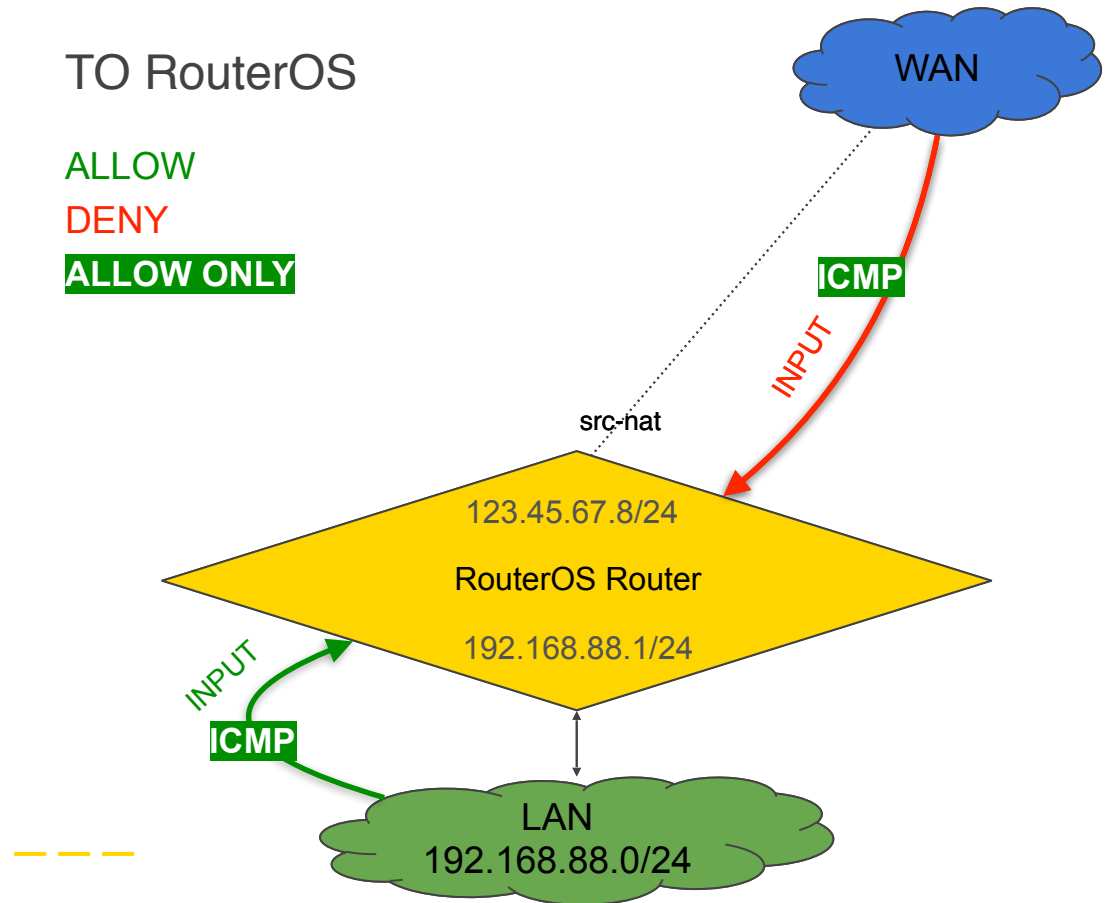 TO RouterOS
WAN
ALLOW
DENY
ALLOW ONLY
ICMP
INPUT
src-nat
123.45.67.8/24
RouterOS Router
192.168.88.1/24
INPUT
ICMP
LAN
192.168.88.0/24